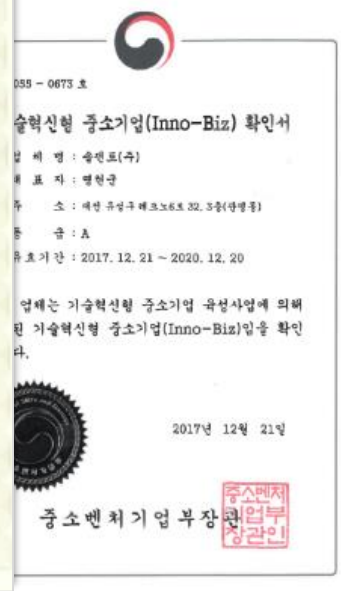 055 - 0673 호
술혁신형 중소기업(Inno-Biz) 확인서
업 체 명 : 솔탠트(주)
대 표 자 : 명현군
주 소 : 대전 유성구 테크노6로 32, 3층(관평동)
등 급 : A
유효기간 : 2017. 12. 21 ~ 2020. 12. 20
업체는 기술혁신형 중소기업 육성사업에 의해
된 기술혁신형 중소기업(Inno-Biz)임을 확인
다.
2017년 12월 21일
중소벤처기업부장관
중소벤처
기업부
장관인